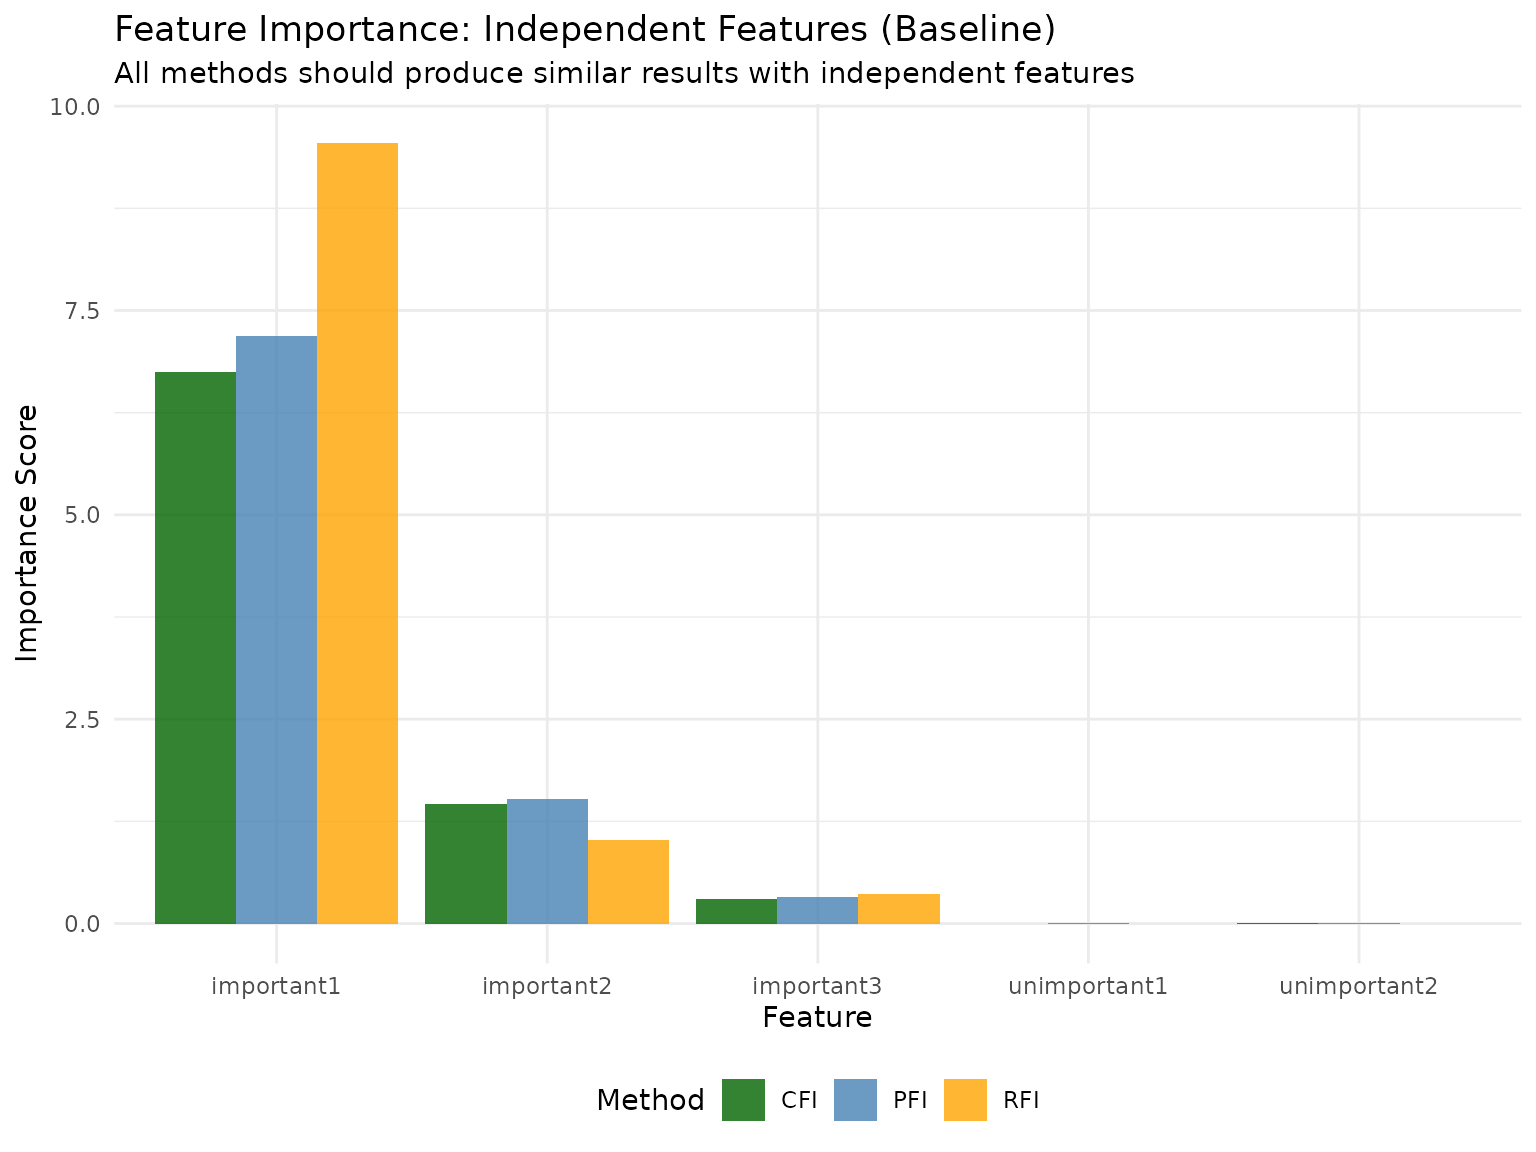 Feature Importance: Independent Features (Baseline)
All methods should produce similar results with independent features
10.0
7.5
5.0
2.5
0.0
Importance Score
important1
important2
important3
unimportant1
unimportant2
Feature
Method CFI PFI RFI